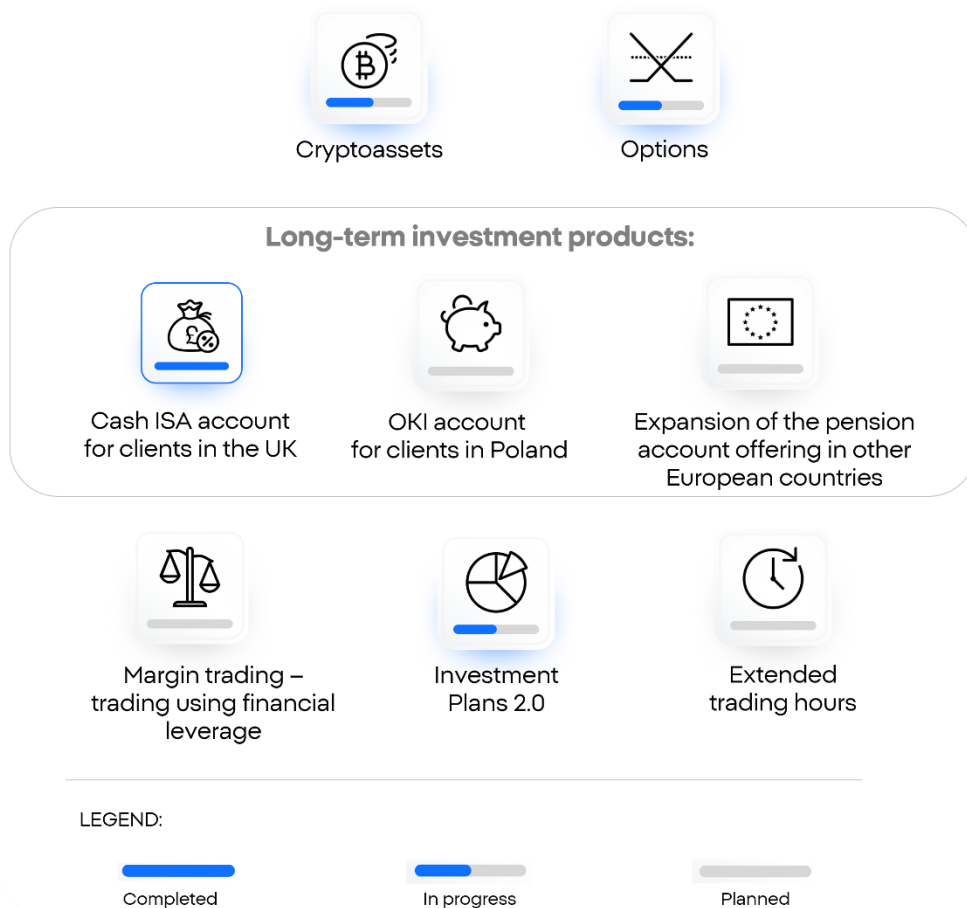 Cryptoassets
Options
Long-term investment products:
£
%
Cash ISA account
for clients in the UK
OKI account
for clients in Poland
Expansion of the pension
account offering in other
European countries
Margin trading –
trading using financial
leverage
Investment
Plans 2.0
Extended
trading hours
LEGEND:
Completed
In progress
Planned